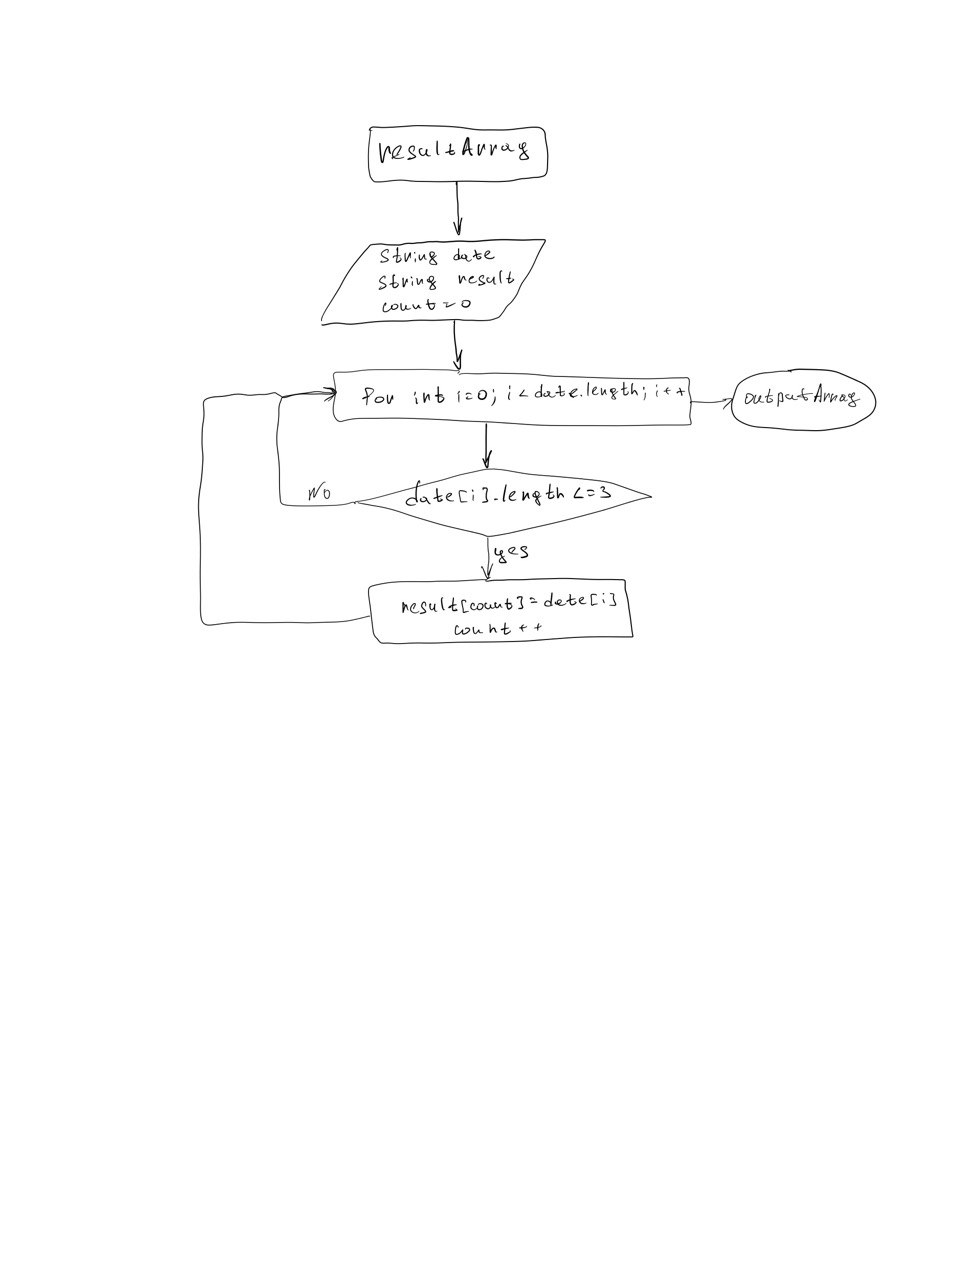 resultArray
String date
String result
count = 0
for int i=0; i < date.length; i++
outputArray
date[i].length <=3
No
yes
result[count] = date[i]
count ++